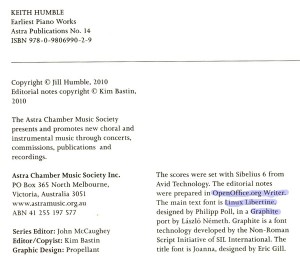 KEITH HUMBLE
Earliest Piano Works
Astra Publications No. 14
ISBN 978-0-9806990-2-9
Copyright © Jill Humble, 2010
Editorial notes copyright © Kim Bastin,
2010
The Astra Chamber Music Society
presents and promotes new choral and
instrumental music through concerts,
commissions, publications and
recordings.
Astra Chamber Music Society Inc.
PO Box 365 North Melbourne,
Victoria, Australia 3051
www.astramusic.org.au
ABN 41 255 197 577
Series Editor: John McCaughey
Editor/Copyist: Kim Bastin
Graphic Design: Propellant
The scores were set with Sibelius 6 from
Avid Technology. The editorial notes
were prepared in OpenOffice.org Writer.
The main text font is Linux Libertine,
designed by Philipp Poll, in a Graphite
port by László Németh. Graphite is a font
technology developed by the Non-Roman
Script Initiative of SIL International. The
title font is Joanna, designed by Eric Gill.